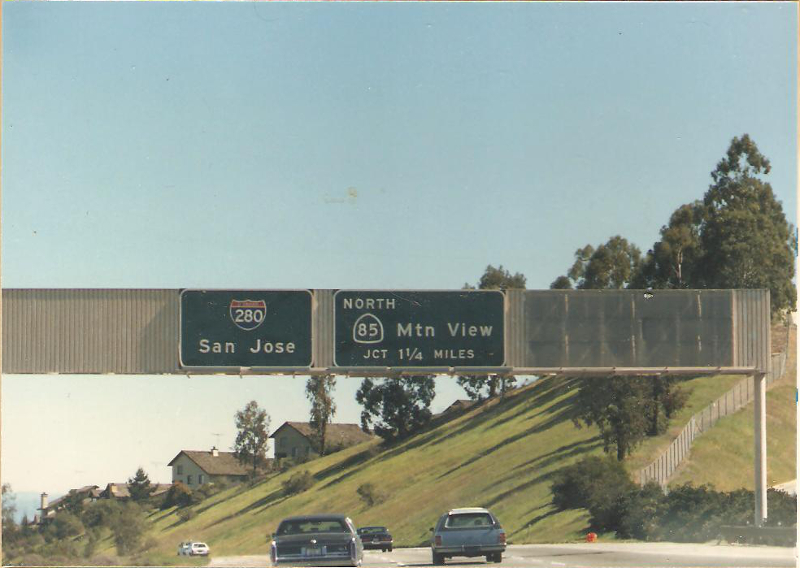 280
San Jose
NORTH
85 Mtn View
JCT 1¼ MILES